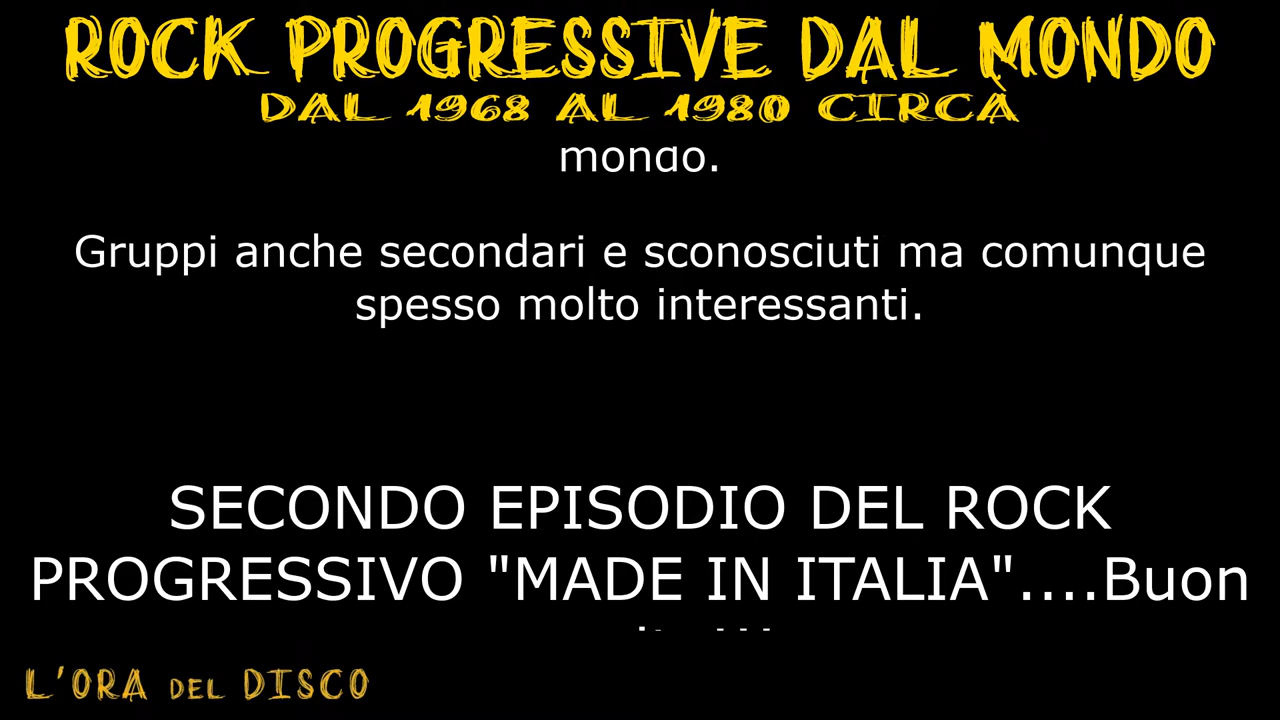 ROCK PROGRESSIVE DAL MONDO
DAL 1968 AL 1980 CIRCÀ
mondo.
Gruppi anche secondari e sconosciuti ma comunque
spesso molto interessanti.
SECONDO EPISODIO DEL ROCK
PROGRESSIVO "MADE IN ITALIA"....Buon
L'ORA DEL DISCO